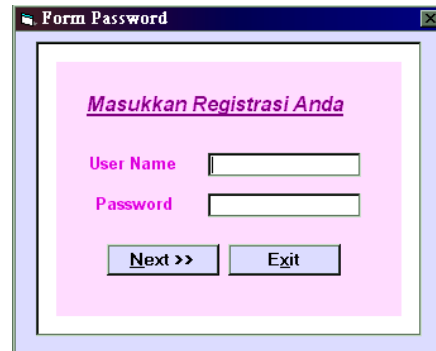 Form Password
Masukkan Registrasi Anda
User Name
Password
Next >>
Exit